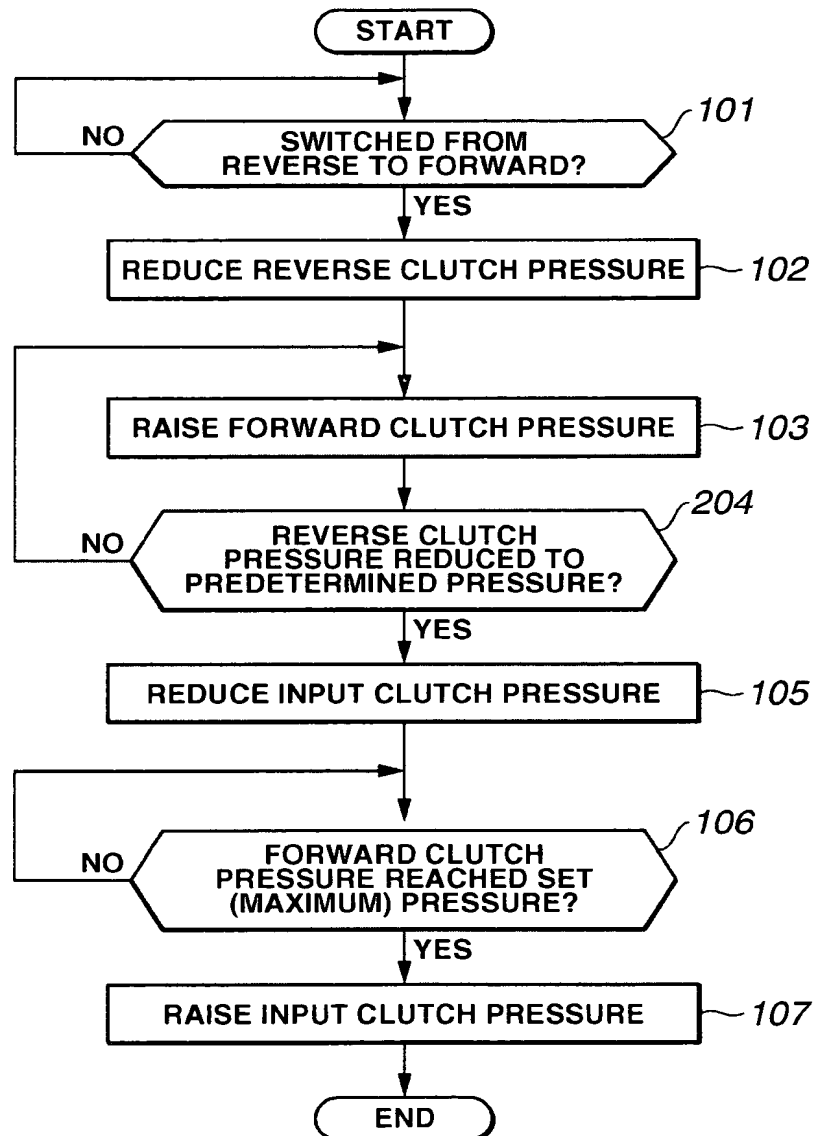 START
101
NO
SWITCHED FROM
REVERSE TO FORWARD?
YES
REDUCE REVERSE CLUTCH PRESSURE
102
RAISE FORWARD CLUTCH PRESSURE
103
204
NO
REVERSE CLUTCH
PRESSURE REDUCED TO
PREDETERMINED PRESSURE?
YES
REDUCE INPUT CLUTCH PRESSURE
105
106
NO
FORWARD CLUTCH
PRESSURE REACHED SET
(MAXIMUM) PRESSURE?
YES
RAISE INPUT CLUTCH PRESSURE
107
END